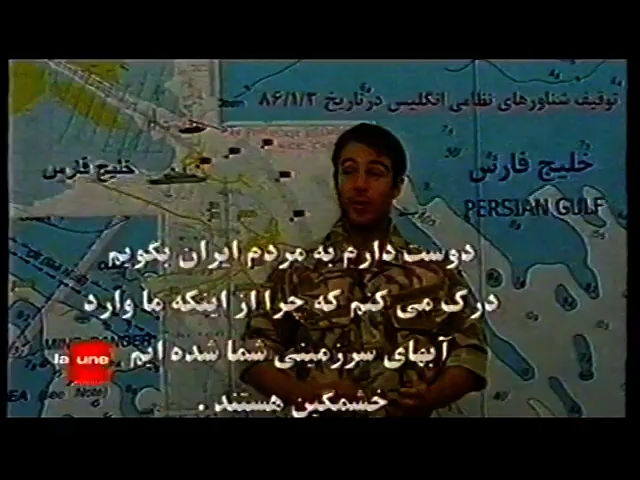 توقیف شناورهای نظامی انگلیسی در تاریخ ۸۶/۱/۲
خلیج فارس
PERSIAN GULF
خلیج فارس
دوست دارم به مردم ایران بگویم
درک می کنم که چرا از اینکه ما وارد
آبهای سرزمینی شما شده ایم
خشمگین هستند .
la une